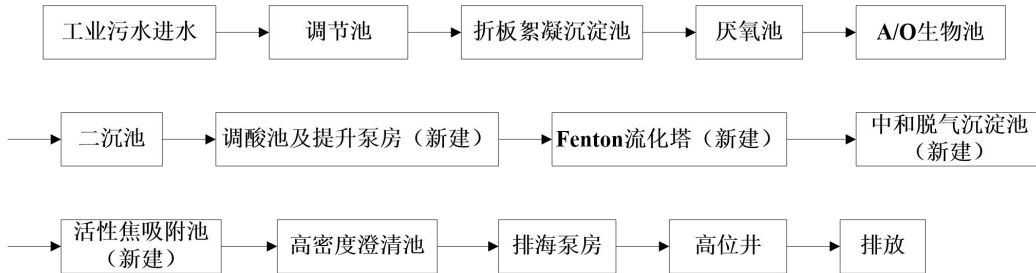 工业污水进水
调节池
折板絮凝沉淀池
厌氧池
A/O生物池
二沉池
调酸池及提升泵房（新建）
Fenton流化塔（新建）
中和脱气沉淀池
（新建）
活性焦吸附池
（新建）
高密度澄清池
排海泵房
高位井
排放